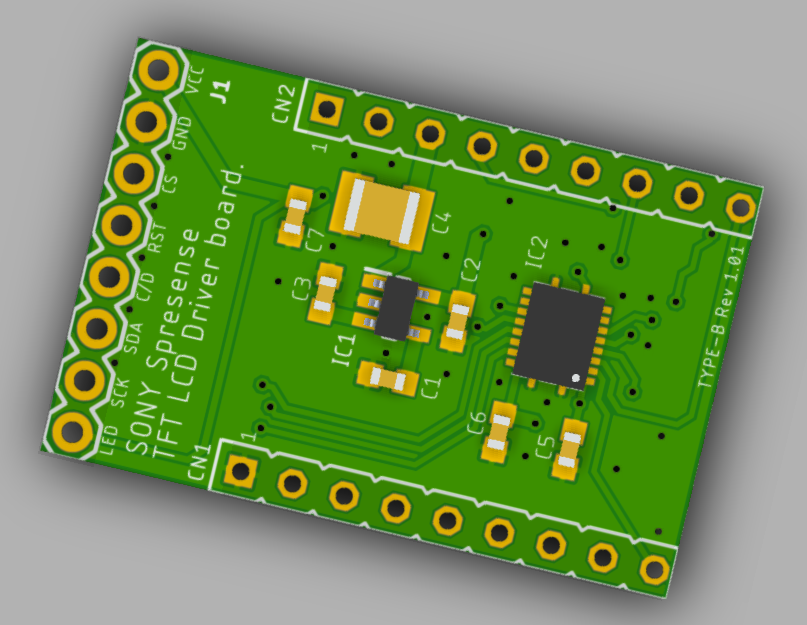 VCC
GND
CS
RST
C/D
SDA
SCK
LED
J1
SONY Spresense
TFT LCD Driver board.
CN2
1
C7
C4
C3
C2
IC2
IC1
C1
C6
C5
CN1
1
TYPE-B Rev 1.01